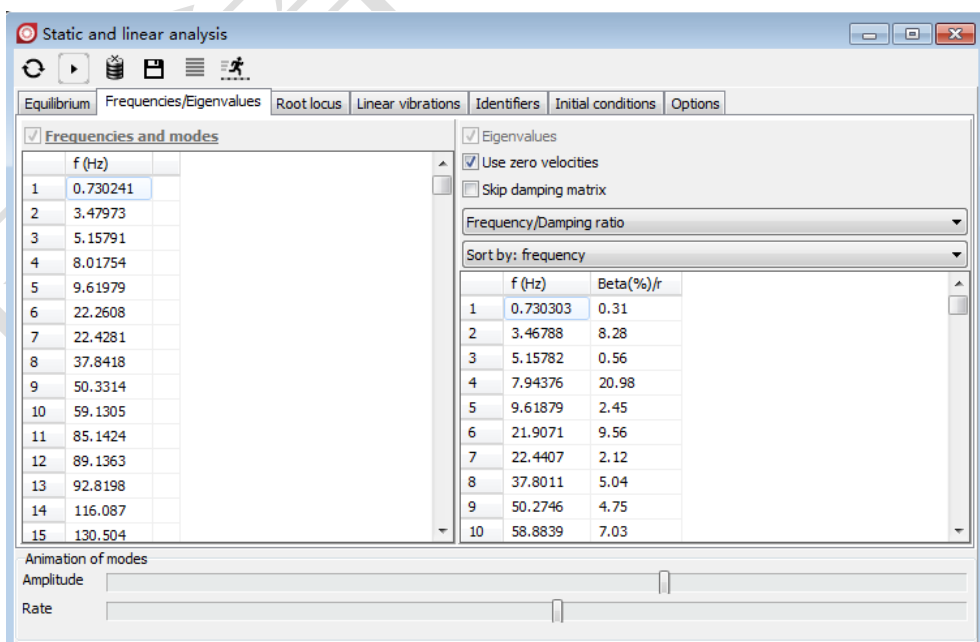 Static and linear analysis
Equilibrium Frequencies/Eigenvalues Root locus Linear vibrations Identifiers Initial conditions Options
Frequencies and modes
f (Hz)
1 0.730241
2 3.47973
3 5.15791
4 8.01754
5 9.61979
6 22.2608
7 22.4281
8 37.8418
9 50.3314
10 59.1305
11 85.1424
12 89.1363
13 92.8198
14 116.087
15 130.504
Eigenvalues
Use zero velocities
Skip damping matrix
Frequency/Damping ratio
Sort by: frequency
f (Hz) Beta(%)/r
1 0.730303 0.31
2 3.46788 8.28
3 5.15782 0.56
4 7.94376 20.98
5 9.61879 2.45
6 21.9071 9.56
7 22.4407 2.12
8 37.8011 5.04
9 50.2746 4.75
10 58.8839 7.03
Animation of modes
Amplitude
Rate